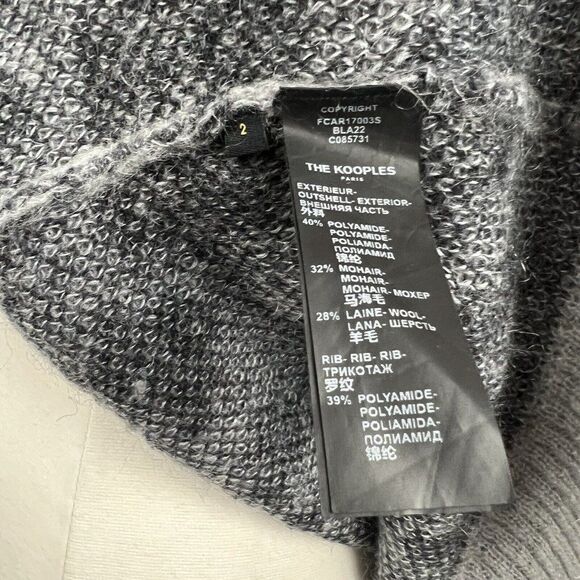 2
COPYRIGHT
FCAR17003S
BLA22
C085731
THE KOOPLES
PARIS
EXTERIEUR-
OUTSHELL- EXTERIOR-
ВНЕШНЯЯ ЧАСТЬ
外料
40% POLYAMIDE-
POLYAMIDE-
POLIAMIDA-
ПОЛИАМИД
锦纶
32% MOHAIR-
MOHAIR-
MOHAIR- МОХЕР
马海毛
28% LAINE- WOOL-
LANA- ШЕРСТЬ
羊毛
RIB- RIB- RIB-
ТРИКОТАЖ
罗纹
39% POLYAMIDE-
POLYAMIDE-
POLIAMIDA-
ПОЛИАМИД
锦纶